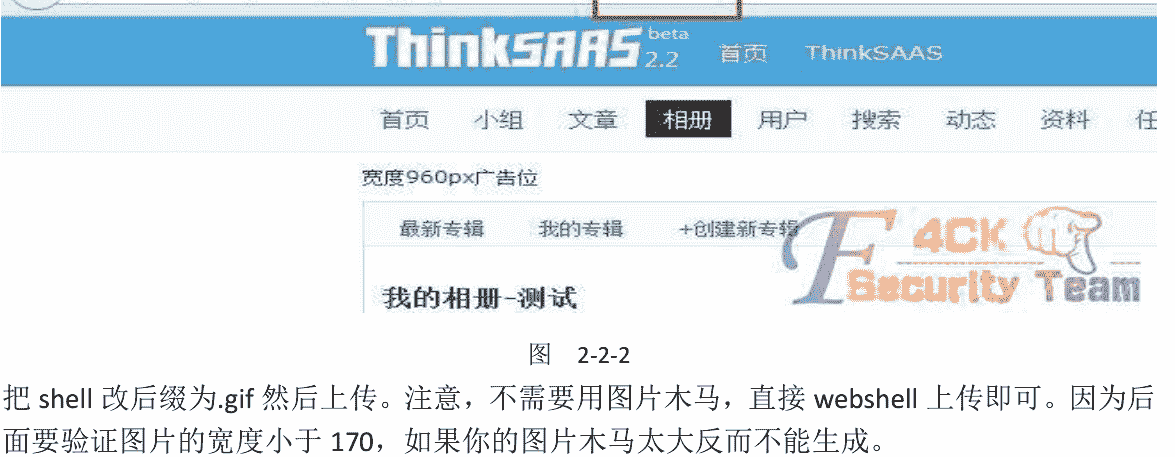 ThinkSAAS beta 2.2 首页 ThinkSAAS
首页 小组 文章 相册 用户 搜索 动态 资料 任
宽度960px广告位
最新专辑 我的专辑 +创建新专辑
F4CK
Security Team
我的相册-测试
图 2-2-2
把 shell 改后缀为.gif 然后上传。注意，不需要用图片木马，直接 webshell 上传即可。因为后
面要验证图片的宽度小于 170，如果你的图片木马太大反而不能生成。